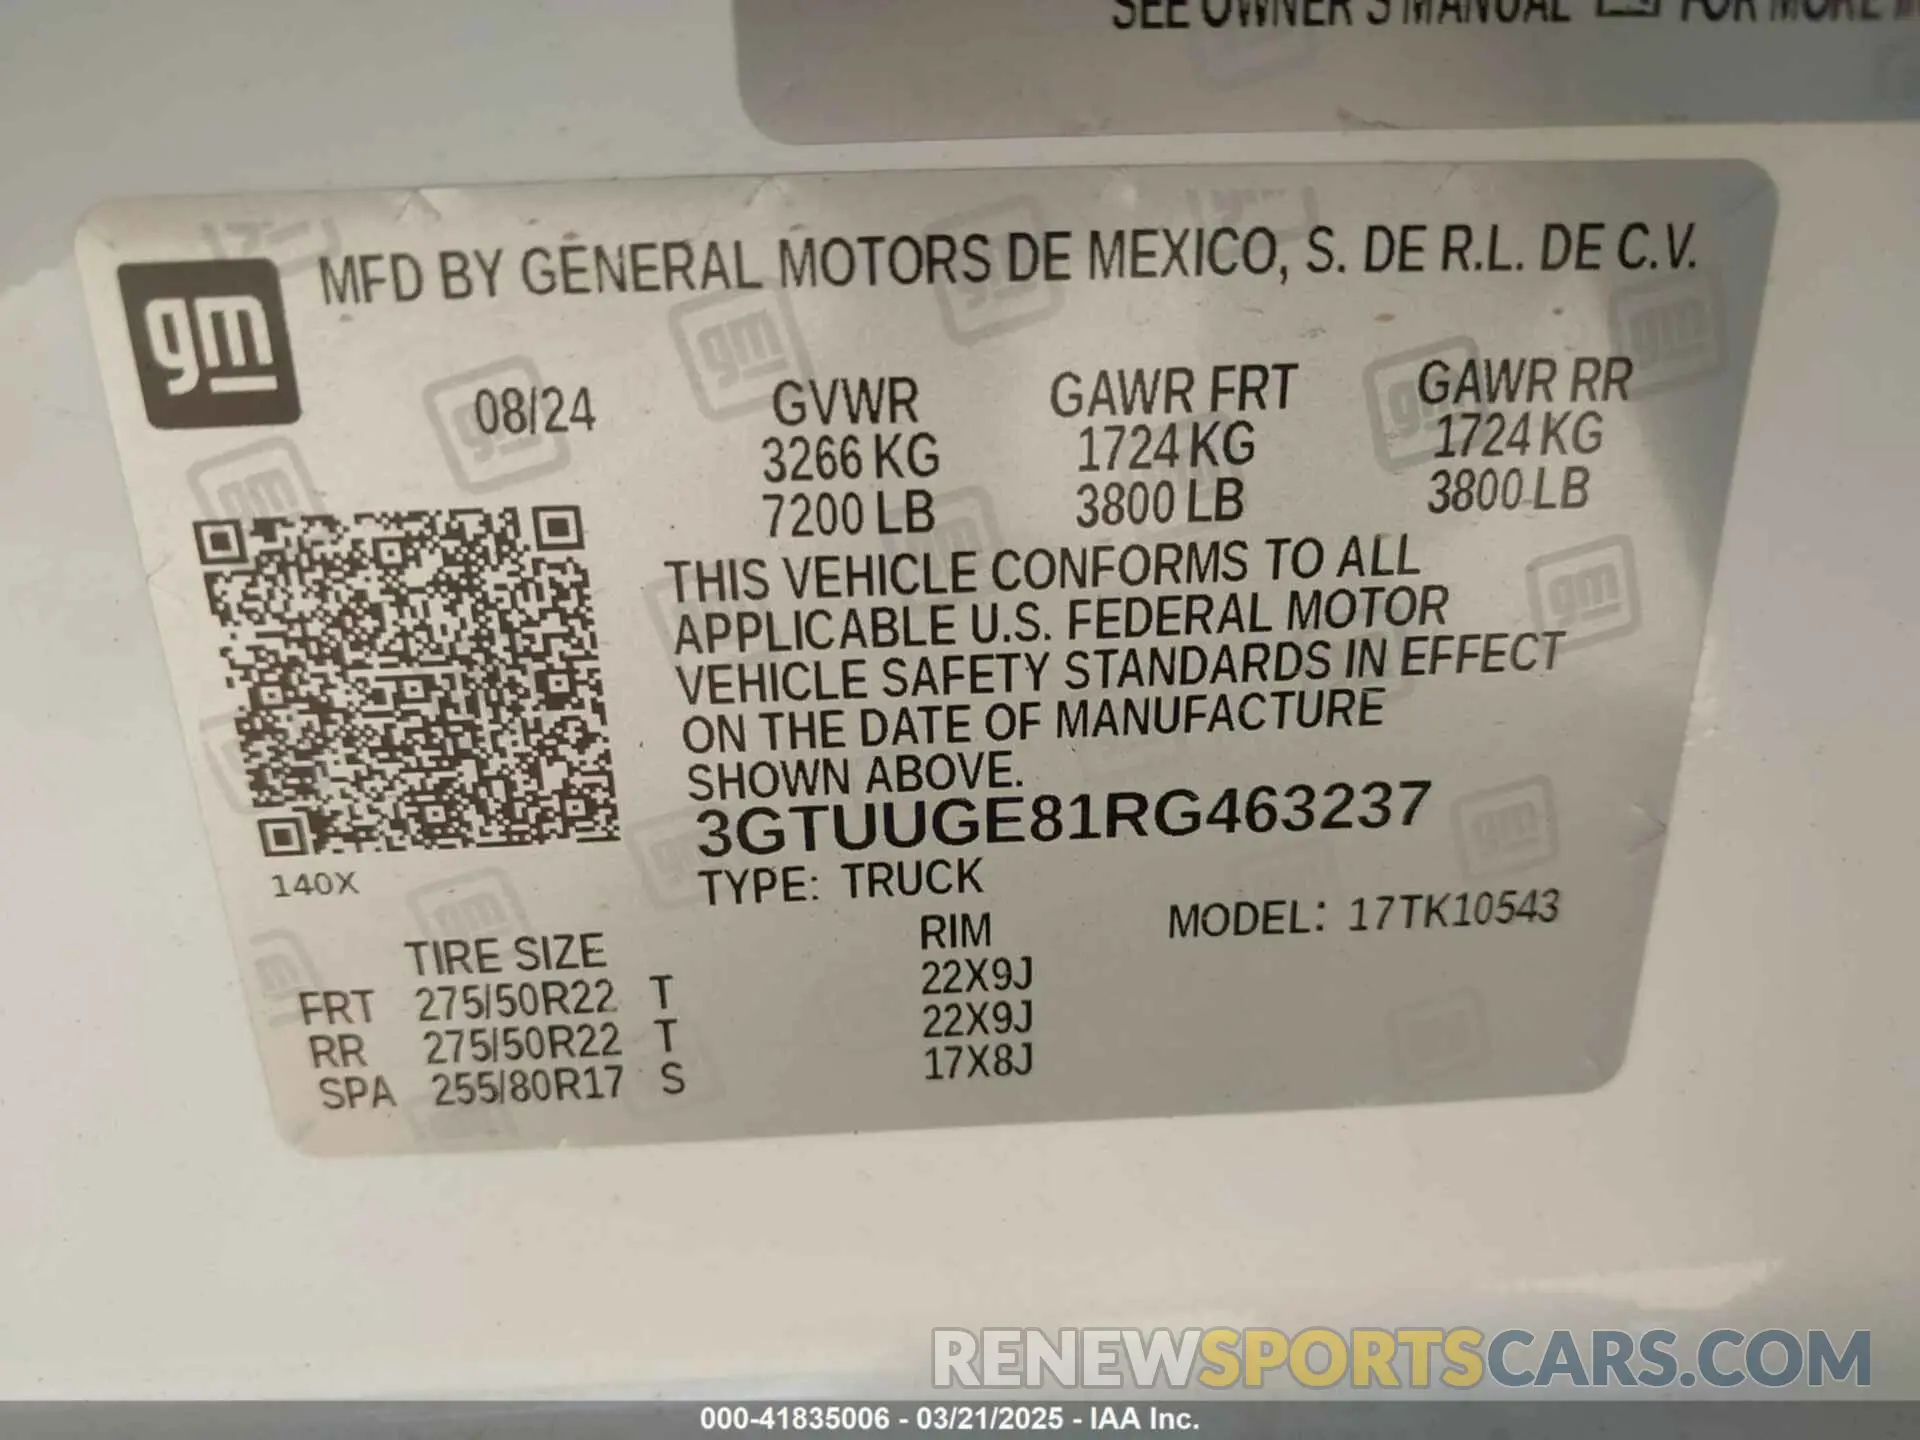 SEE OWNER'S MANUAL FOR MORE
gm MFD BY GENERAL MOTORS DE MEXICO, S. DE R.L. DE C.V.
08/24 GVWR GAWR FRT GAWR RR
3266 KG 1724 KG 1724 KG
7200 LB 3800 LB 3800 LB
THIS VEHICLE CONFORMS TO ALL
APPLICABLE U.S. FEDERAL MOTOR
VEHICLE SAFETY STANDARDS IN EFFECT
ON THE DATE OF MANUFACTURE
SHOWN ABOVE.
3GTUUGE81RG463237
140X
TYPE: TRUCK
MODEL: 17TK10543
TIRE SIZE RIM
FRT 275/50R22 T 22X9J
RR 275/50R22 T 22X9J
SPA 255/80R17 S 17X8J
RENEWSPORTSCARS.COM
000-41835006 - 03/21/2025 - IAA Inc.